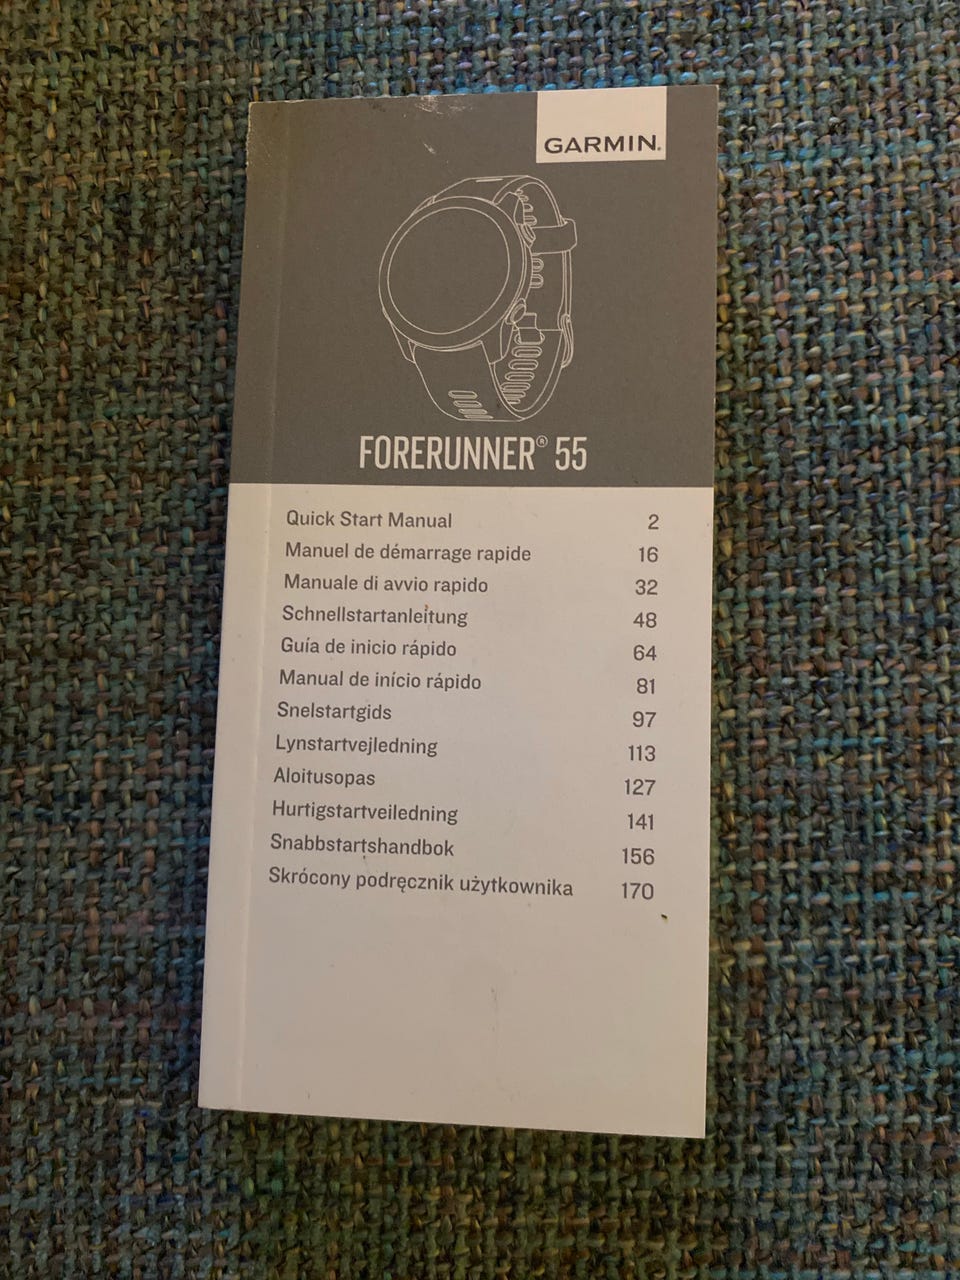 GARMIN®
FORERUNNER® 55
Quick Start Manual 2
Manuel de démarrage rapide 16
Manuale di avvio rapido 32
Schnellstartanleitung 48
Guía de inicio rápido 64
Manual de início rápido 81
Snelstartgids 97
Lynstartvejledning 113
Aloitusopas 127
Hurtigstartveiledning 141
Snabbstartshandbok 156
Skrócony podręcznik użytkownika 170